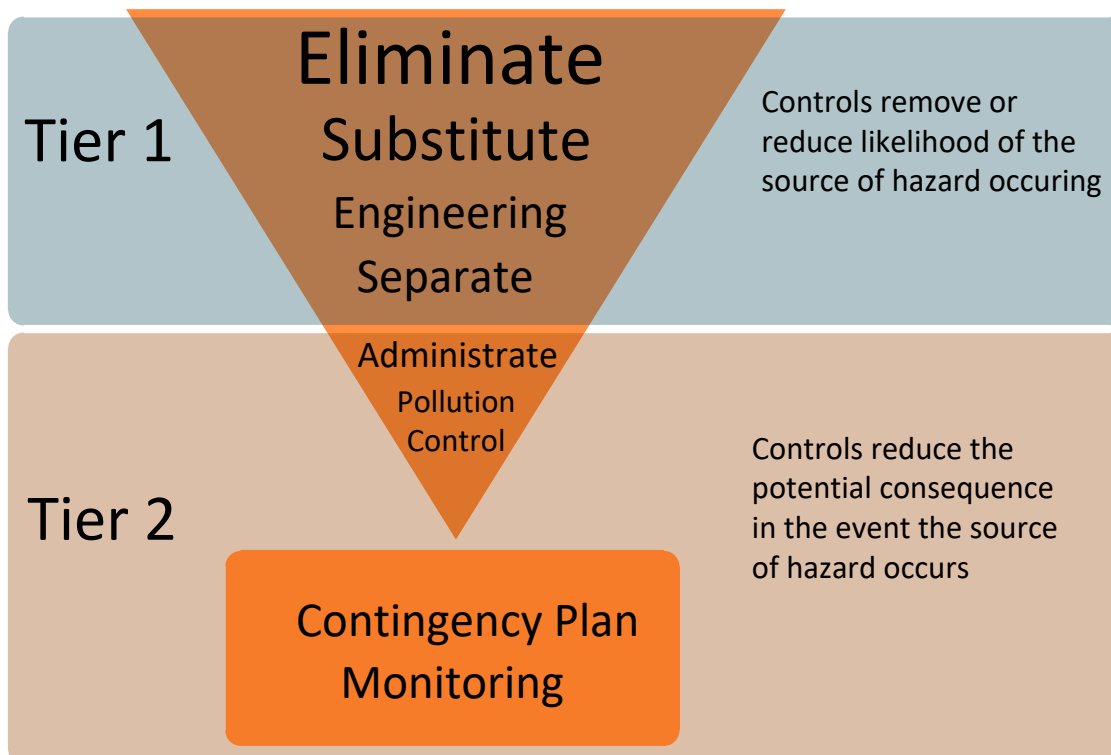 Tier 1
Eliminate
Substitute
Engineering
Separate
Controls remove or
reduce likelihood of the
source of hazard occuring
Tier 2
Administrate
Pollution
Control
Contingency Plan
Monitoring
Controls reduce the
potential consequence
in the event the source
of hazard occurs